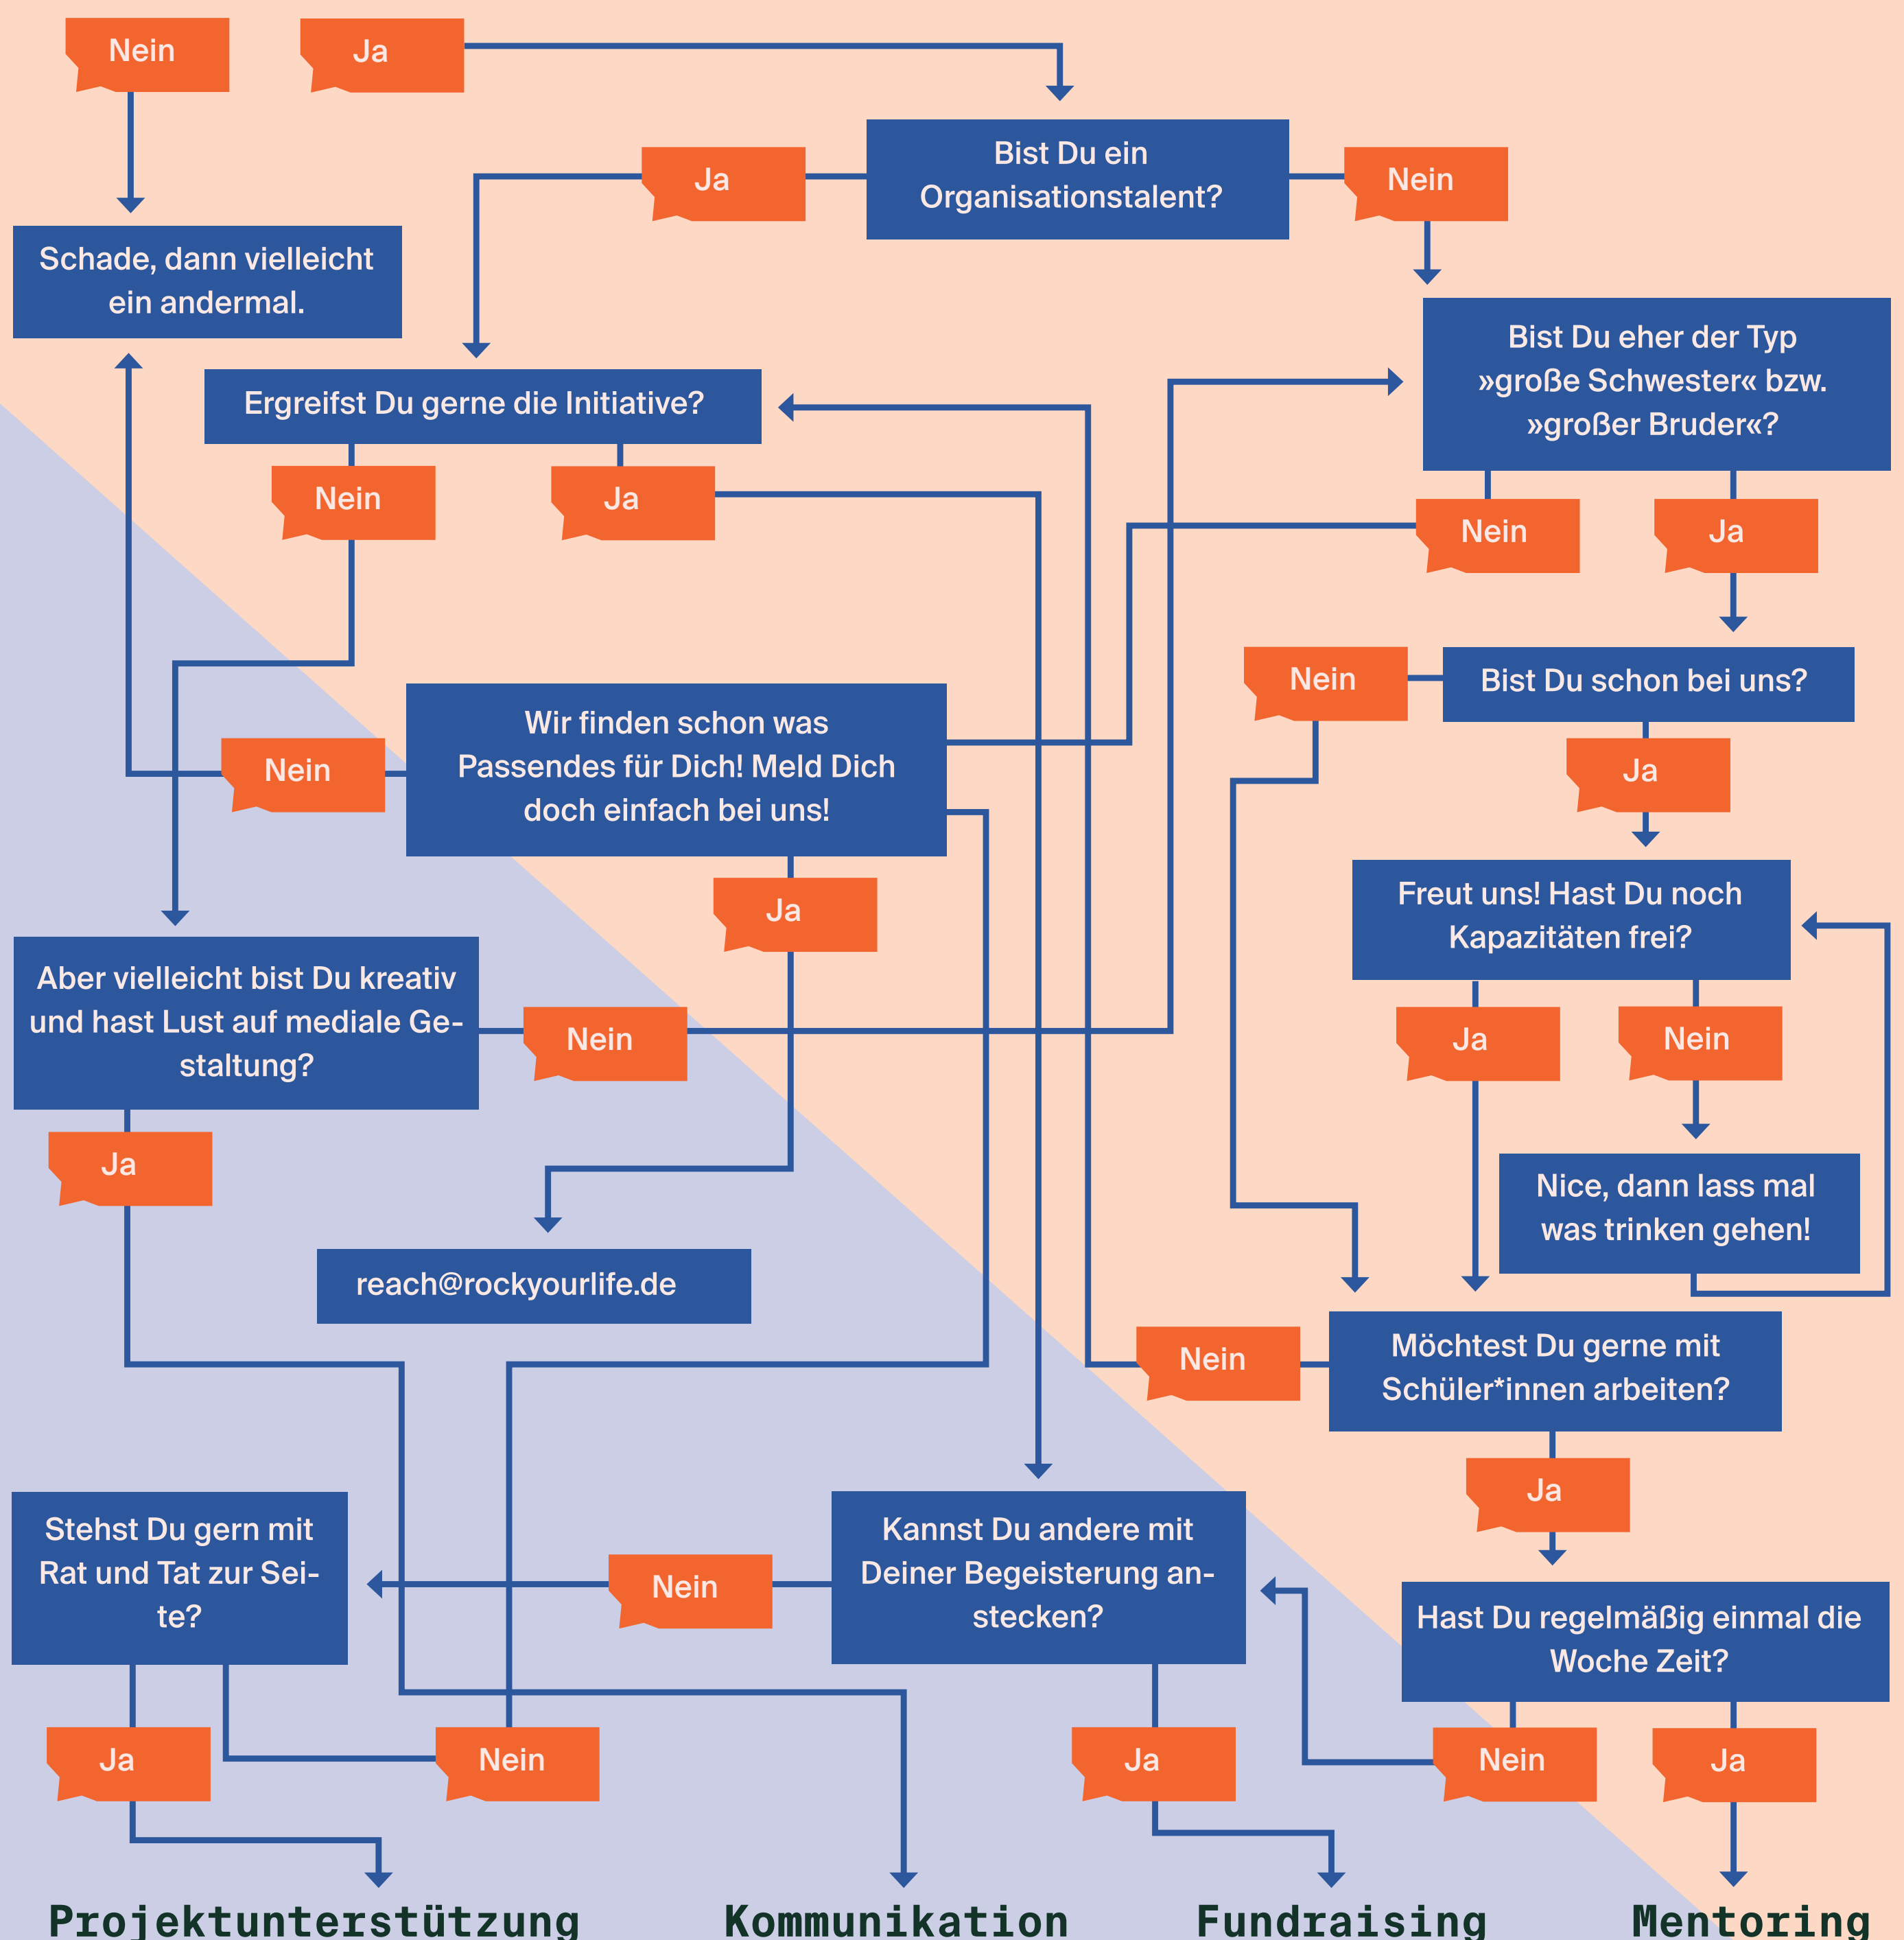 Nein
Ja
Bist Du ein
Organisationstalent?
Ja
Nein
Schade, dann vielleicht
ein andermal.
Bist Du eher der Typ
»große Schwester« bzw.
»großer Bruder«?
Ergreifst Du gerne die Initiative?
Nein
Ja
Nein
Ja
Nein
Bist Du schon bei uns?
Wir finden schon was
Passendes für Dich! Meld Dich
doch einfach bei uns!
Nein
Ja
Ja
Freut uns! Hast Du noch
Kapazitäten frei?
Aber vielleicht bist Du kreativ
und hast Lust auf mediale Ge-
staltung?
Nein
Ja
Nein
Ja
Nice, dann lass mal
was trinken gehen!
reach@rockyourlife.de
Nein
Möchtest Du gerne mit
Schüler*innen arbeiten?
Ja
Stehst Du gern mit
Rat und Tat zur Sei-
te?
Nein
Kannst Du andere mit
Deiner Begeisterung an-
stecken?
Hast Du regelmäßig einmal die
Woche Zeit?
Ja
Nein
Ja
Nein
Ja
Projektunterstützung
Kommunikation
Fundraising
Mentoring